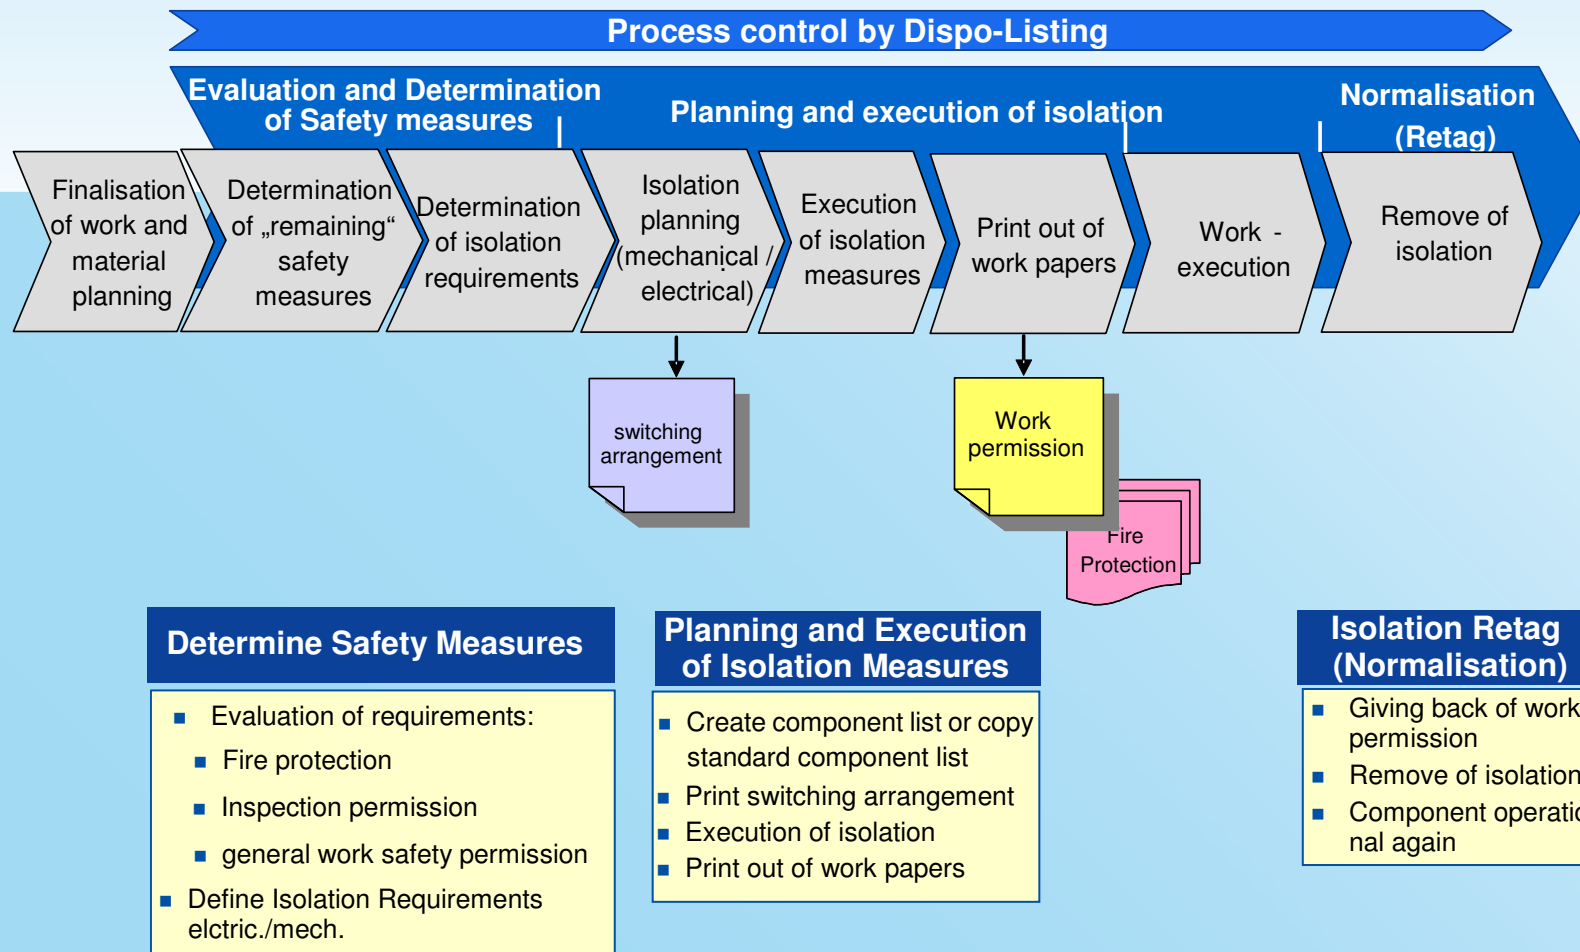 Process control by Dispo-Listing
Evaluation and Determination
of Safety measures
Planning and execution of isolation
Normalisation
(Retag)
Finalisation
of work and
material
planning
Determination
of „remaining“
safety
measures
Determination
of isolation
requirements
Isolation
planning
(mechanical /
electrical)
Execution
of isolation
measures
Print out of
work papers
Work -
execution
Remove of
isolation
switching
arrangement
Work
permission
Fire
Protection
Determine Safety Measures
Evaluation of requirements:
Fire protection
Inspection permission
general work safety permission
Define Isolation Requirements
elctric./mech.
Planning and Execution
of Isolation Measures
Create component list or copy
standard component list
Print switching arrangement
Execution of isolation
Print out of work papers
Isolation Retag
(Normalisation)
Giving back of work
permission
Remove of isolation
Component operatio
nal again